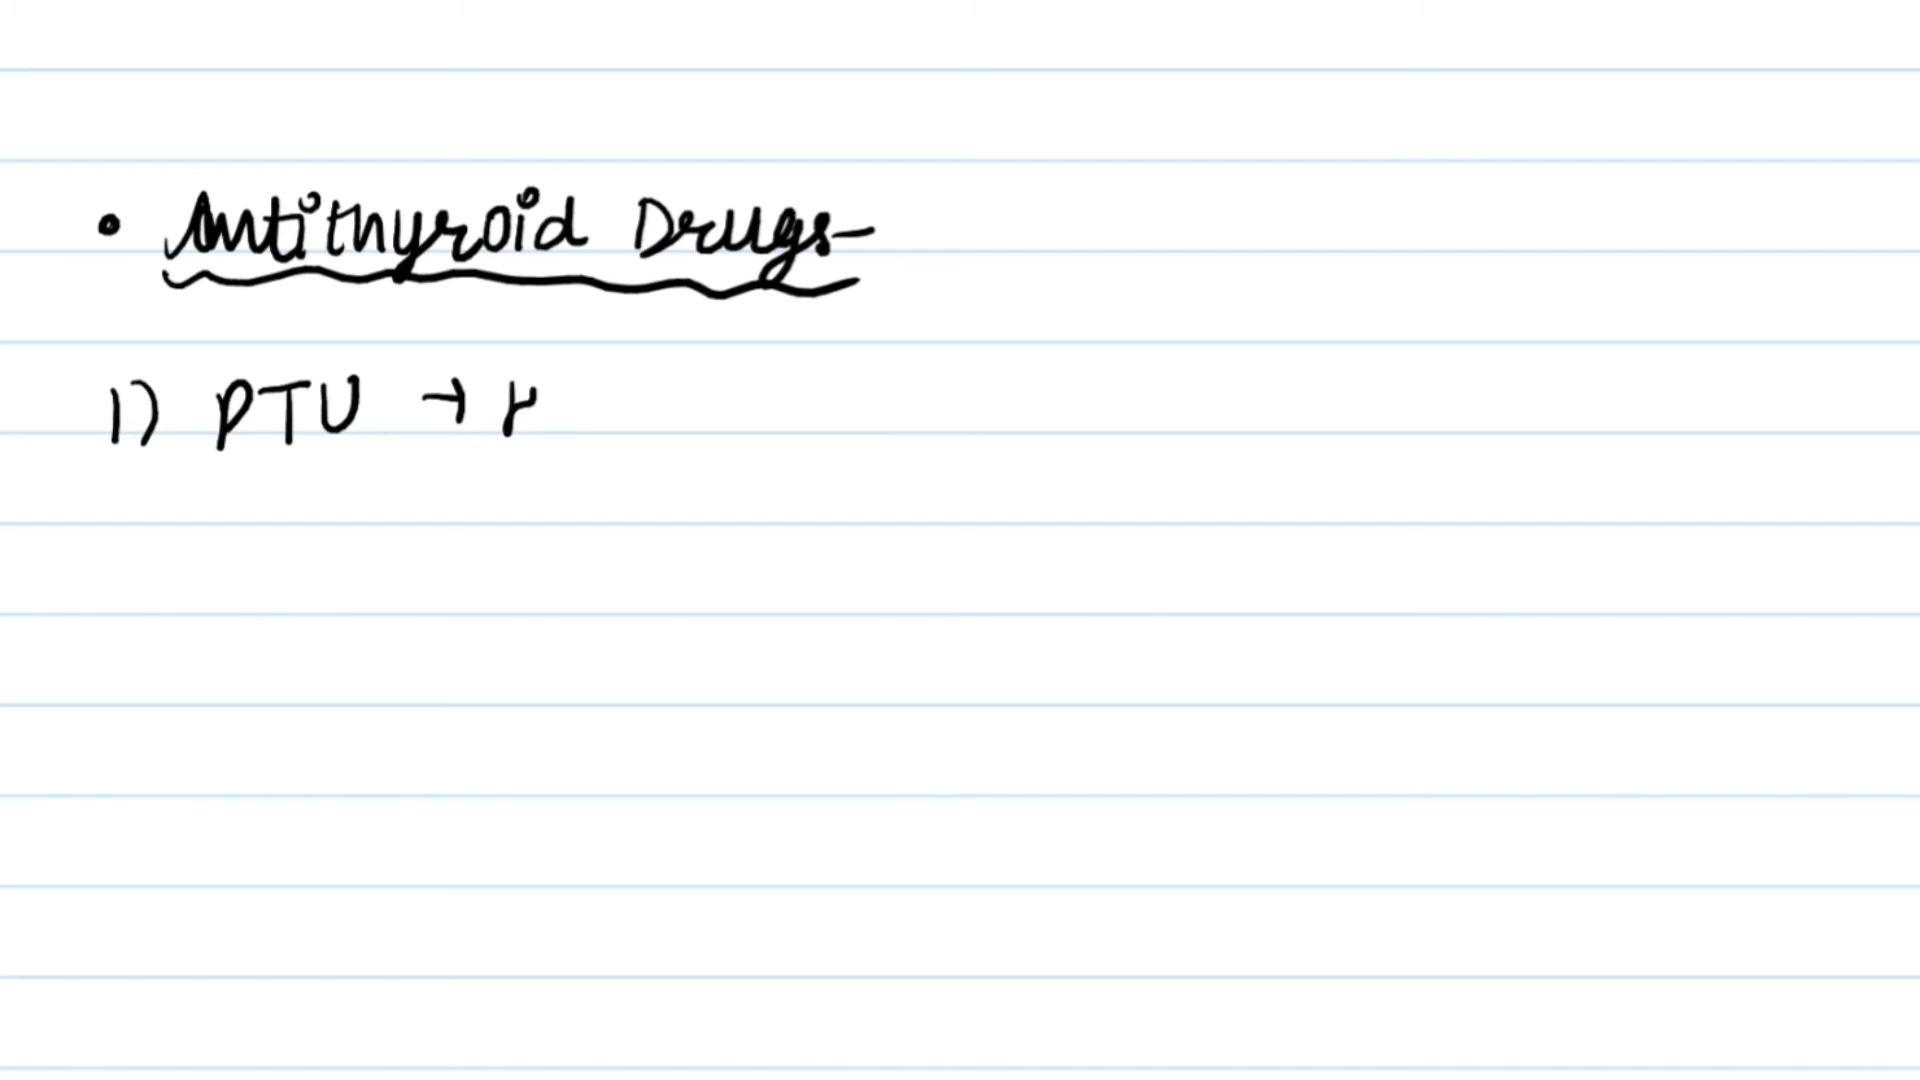 • Antithyroid Drugs-
1) PTU →